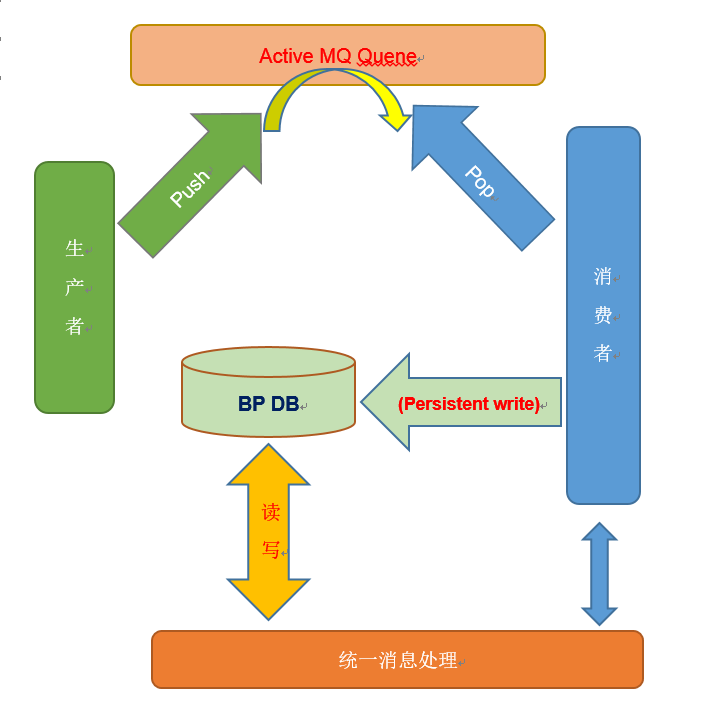 Active MQ Quene
Push
Pop
生
产
者
消
费
者
BP DB
(Persistent write)
读
写
统一消息处理